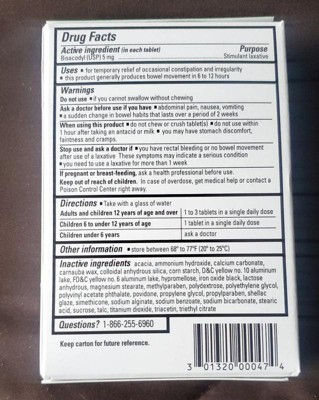 Drug Facts
Active ingredient (in each tablet) Purpose
Bisacodyl (USP) 5 mg Stimulant laxative
Uses ▪ for temporary relief of occasional constipation and irregularity
▪ this product generally produces bowel movement in 6 to 12 hours
Warnings
Do not use ▪ if you cannot swallow without chewing
Ask a doctor before use if you have ▪ abdominal pain, nausea, vomiting
▪ a sudden change in bowel habits that lasts over a period of 2 weeks
When using this product ▪ do not chew or crush tablet(s) ▪ do not use within
1 hour after taking an antacid or milk ▪ you may have stomach discomfort,
faintness and cramps.
Stop use and ask a doctor if ▪ you have rectal bleeding or no bowel movement
after use of a laxative These symptoms may indicate a serious condition
▪ you need to use a laxative for more than 1 week
If pregnant or breast-feeding, ask a health professional before use.
Keep out of reach of children. In case of overdose, get medical help or contact a
Poison Control Center right away.
Directions ▪ Take with a glass of water
Adults and children 12 years of age and over 1 to 3 tablets in a single daily dose
Children 6 to under 12 years of age 1 tablet in a single daily dose
Children under 6 years ask a doctor
Other information ▪ store between 68° to 77°F (20° to 25°C)
Inactive ingredients acacia, ammonium hydroxide, calcium carbonate,
carnauba wax, colloidal anhydrous silica, corn starch, D&C yellow no. 10 aluminum
lake, FD&C yellow no. 6 aluminum lake, hypromellose, iron oxide black, lactose
anhydrous, magnesium stearate, methylparaben, polydextrose, polyethylene glycol,
polyvinyl acetate phthalate, povidone, propylene glycol, propylparaben, shellac
glaze, simethicone, sodium alginate, sodium benzoate, sodium bicarbonate, stearic
acid, sucrose, talc, titanium dioxide, triacetin, triethyl citrate
Questions? 1-866-255-6960
Keep carton for future reference.
3 01320 00047 4